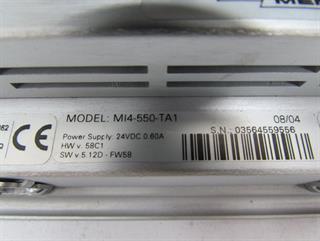 MODEL: MI4-550-TA1
08/04
Power Supply: 24VDC 0.60A
S.N.: 03564559556
HW v. 58C1
SW v 5.12D - FW58
CE